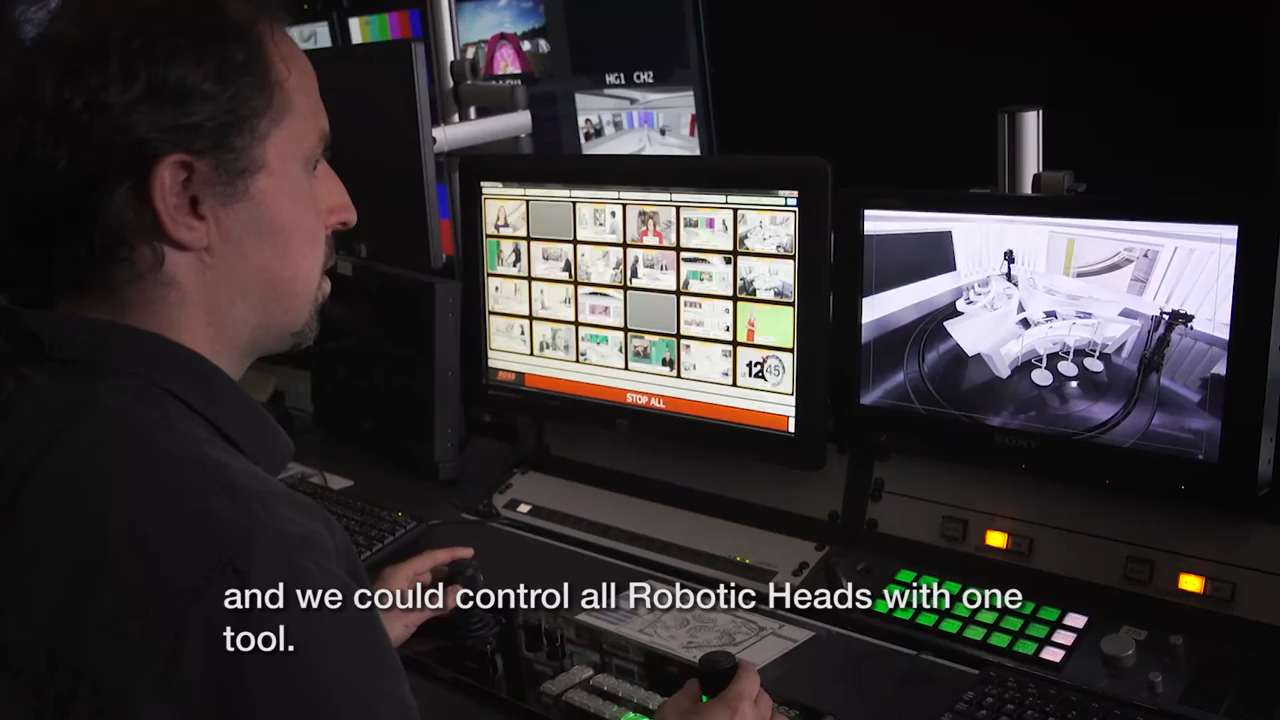 HG1 CH2
12 45
STOP ALL
SONY
and we could control all Robotic Heads with one
tool.